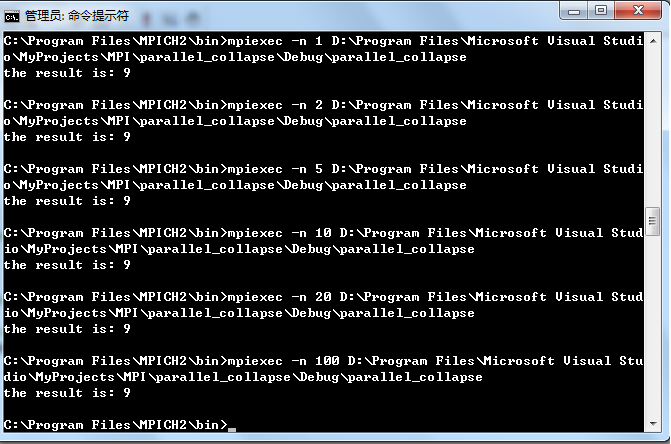 管理员: 命令提示符
C:\Program Files\MPICH2\bin>mpiexec -n 1 D:\Program Files\Microsoft Visual Studi
o\MyProjects\MPI\parallel_collapse\Debug\parallel_collapse
the result is: 9
C:\Program Files\MPICH2\bin>mpiexec -n 2 D:\Program Files\Microsoft Visual Studi
o\MyProjects\MPI\parallel_collapse\Debug\parallel_collapse
the result is: 9
C:\Program Files\MPICH2\bin>mpiexec -n 5 D:\Program Files\Microsoft Visual Studi
o\MyProjects\MPI\parallel_collapse\Debug\parallel_collapse
the result is: 9
C:\Program Files\MPICH2\bin>mpiexec -n 10 D:\Program Files\Microsoft Visual Stud
io\MyProjects\MPI\parallel_collapse\Debug\parallel_collapse
the result is: 9
C:\Program Files\MPICH2\bin>mpiexec -n 20 D:\Program Files\Microsoft Visual Stud
io\MyProjects\MPI\parallel_collapse\Debug\parallel_collapse
the result is: 9
C:\Program Files\MPICH2\bin>mpiexec -n 100 D:\Program Files\Microsoft Visual Stu
dio\MyProjects\MPI\parallel_collapse\Debug\parallel_collapse
the result is: 9
C:\Program Files\MPICH2\bin>